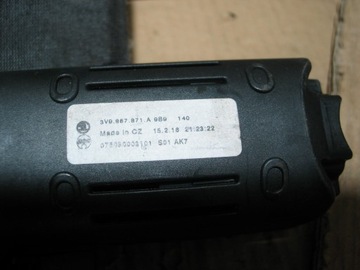 3V9.867.871.A 9B9 140
Made in CZ 15.2.18 21:23:22
S01 AK7